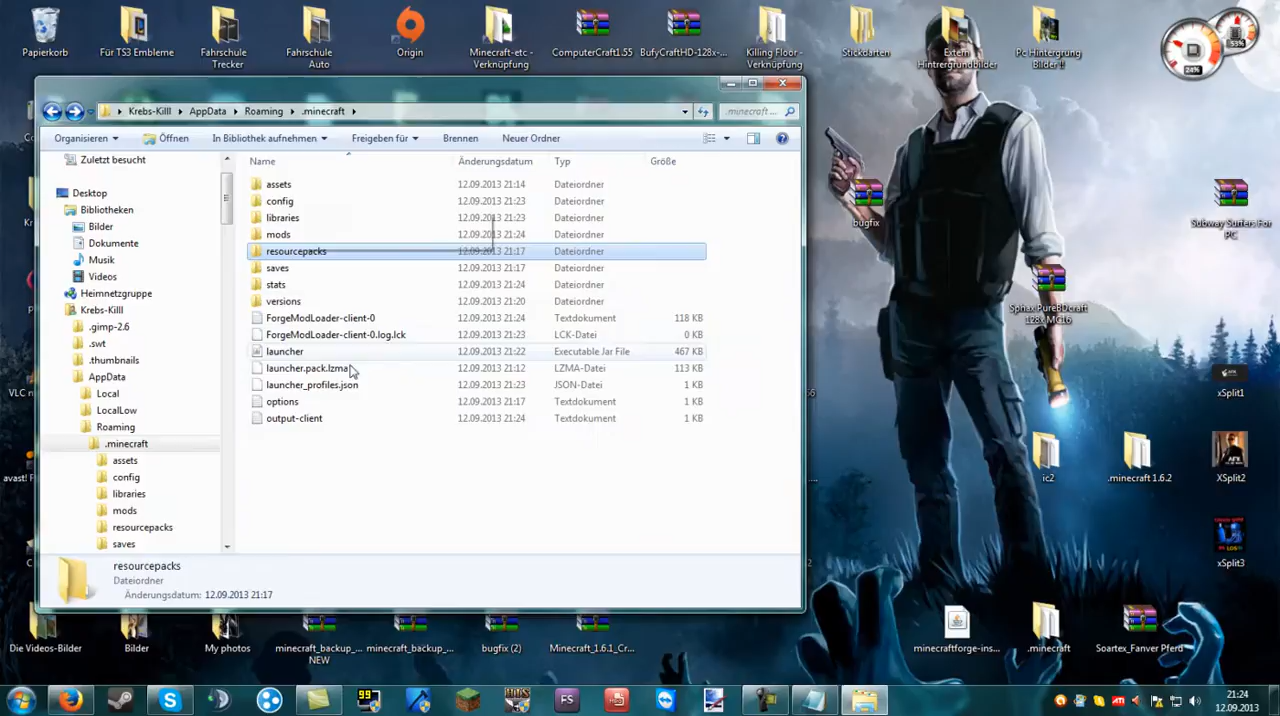 Papierkorb
Für TS3 Embleme
Fahrschule
Trecker
Fahrschule
Auto
Origin
Minecraft-etc -
Verknüpfung
ComputerCraft1.55
BufyCraftHD-128x-...
Killing Floor -
Verknüpfung
Stickdarten
Extern
Hintrergrundbilder
Pc Hintergrung
Bilder !!
24%
53%
Krebs-Killl
AppData
Roaming
.minecraft
.minecraft ...
Organisieren
Öffnen
In Bibliothek aufnehmen
Freigeben für
Brennen
Neuer Ordner
Zuletzt besucht
Desktop
Bibliotheken
Bilder
Dokumente
Musik
Videos
Heimnetzgruppe
Krebs-Killl
.gimp-2.6
.swt
.thumbnails
AppData
Local
LocalLow
Roaming
.minecraft
assets
config
libraries
mods
resourcepacks
saves
Name Änderungsdatum Typ Größe
assets 12.09.2013 21:14 Dateiordner
config 12.09.2013 21:23 Dateiordner
libraries 12.09.2013 21:23 Dateiordner
mods 12.09.2013 21:24 Dateiordner
resourcepacks 12.09.2013 21:17 Dateiordner
saves 12.09.2013 21:17 Dateiordner
stats 12.09.2013 21:24 Dateiordner
versions 12.09.2013 21:20 Dateiordner
ForgeModLoader-client-0 12.09.2013 21:24 Textdokument 118 KB
ForgeModLoader-client-0.log.lck 12.09.2013 21:23 LCK-Datei 0 KB
launcher 12.09.2013 21:22 Executable Jar File 467 KB
launcher.pack.lzma 12.09.2013 21:12 LZMA-Datei 113 KB
launcher_profiles.json 12.09.2013 21:23 JSON-Datei 1 KB
options 12.09.2013 21:17 Textdokument 1 KB
output-client 12.09.2013 21:24 Textdokument 1 KB
resourcepacks
Dateiordner
Änderungsdatum: 12.09.2013 21:17
bugfix
Subway Surfers For
PC
Sphax PureBDcraft
128x MC16
xSplit1
ic2
.minecraft 1.6.2
XSplit2
xSplit3
Die Videos-Bilder
Bilder
My photos
minecraft_backup_...
NEW
minecraft_backup_...
bugfix (2)
Minecraft_1.6.1_Cr...
minecraftforge-ins...
.minecraft
Soartex_Fanver Pferd
99
FS
21:24
12.09.2013